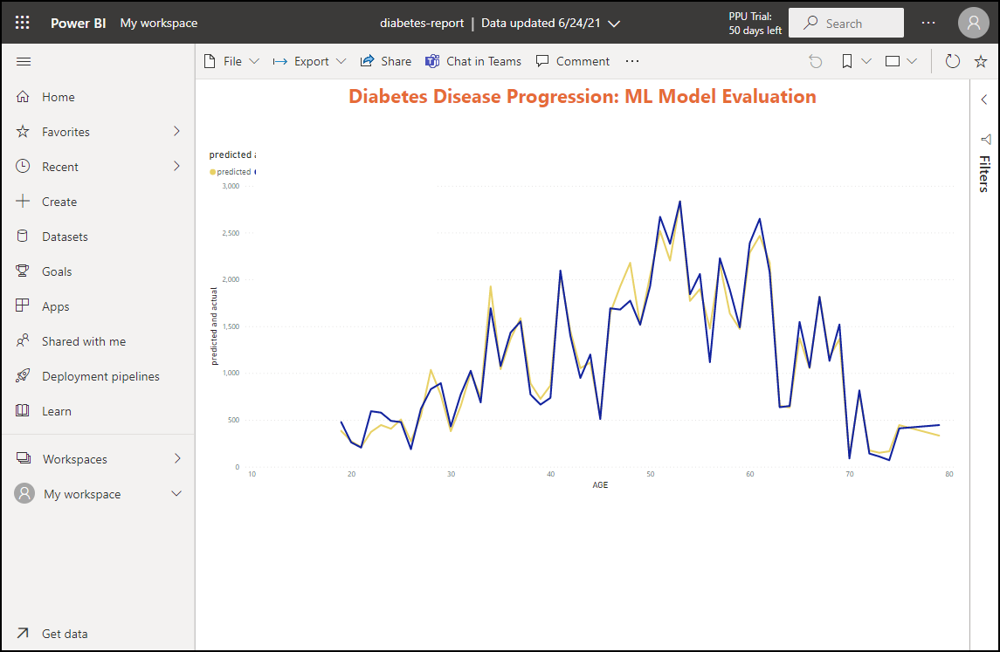 Power BI My workspace
diabetes-report | Data updated 6/24/21
PPU Trial:
50 days left
Search
File
Export
Share
Chat in Teams
Comment
Home
Favorites
Recent
Create
Datasets
Goals
Apps
Shared with me
Deployment pipelines
Learn
Workspaces
My workspace
Get data
Diabetes Disease Progression: ML Model Evaluation
predicted
predicted
3,000
2,500
2,000
1,500
1,000
500
0
predicted and actual
10 20 30 40 50 60 70 80
AGE
Filters